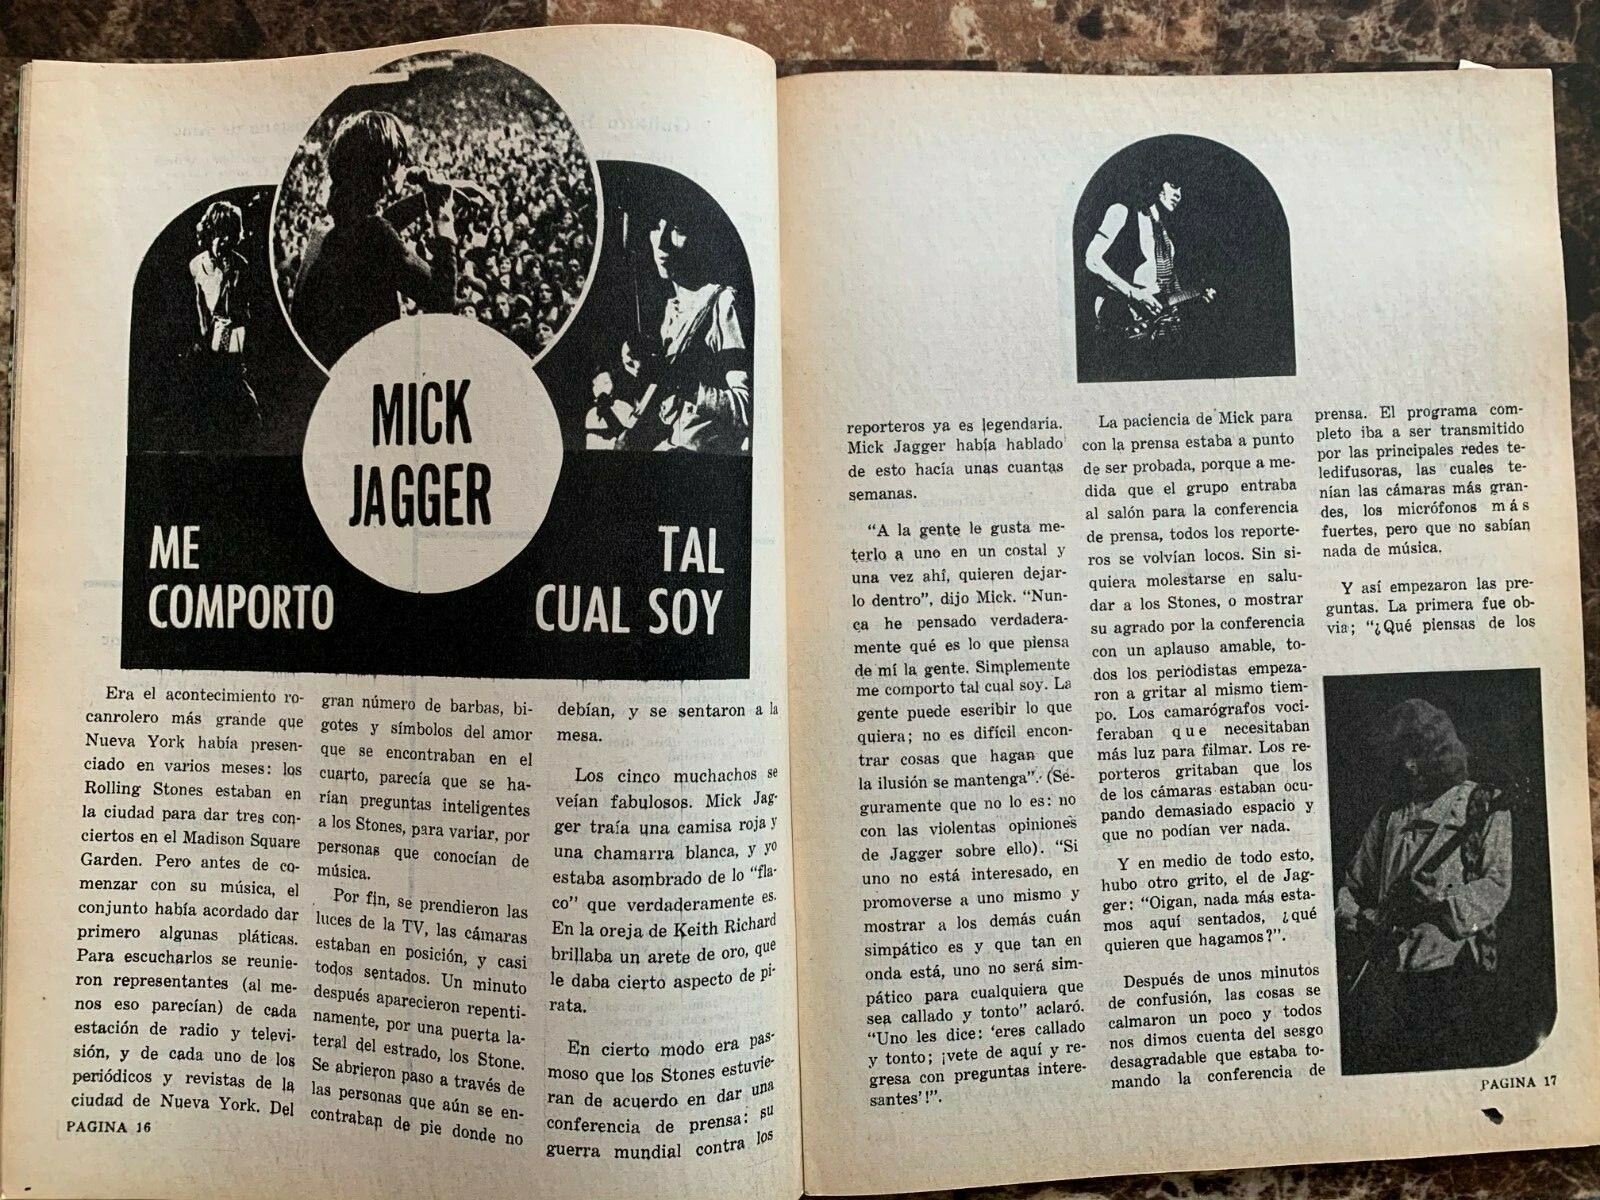 MICK
JAGGER
ME
COMPORTO
TAL
CUAL SOY
Era el acontecimiento ro-
canrolero más grande que
Nueva York había presen-
ciado en varios meses: los
Rolling Stones estaban en
la ciudad para dar tres con-
ciertos en el Madison Square
Garden. Pero antes de co-
menzar con su música, el
conjunto había acordado dar
primero algunas pláticas.
Para escucharlos se reunie-
ron representantes (al me-
nos eso parecían) de cada
estación de radio y televi-
sión, y de cada uno de los
periódicos y revistas de la
ciudad de Nueva York. Del
gran número de barbas, bi-
gotes y símbolos del amor
que se encontraban en el
cuarto, parecía que se ha-
rían preguntas inteligentes
a los Stones, para variar, por
personas que conocían de
música.
Por fin, se prendieron las
luces de la TV, las cámaras
estaban en posición, y casi
todos sentados. Un minuto
después aparecieron repenti-
namente, por una puerta la-
teral del estrado, los Stone.
Se abrieron paso a través de
las personas que aún se en-
contraban de pie donde no
debían, y se sentaron a la
mesa.
Los cinco muchachos se
veían fabulosos. Mick Jag-
ger traía una camisa roja y
una chamarra blanca, y yo
estaba asombrado de lo "fla-
co" que verdaderamente es.
En la oreja de Keith Richard
brillaba un arete de oro, que
le daba cierto aspecto de pi-
rata.
En cierto modo era pas-
moso que los Stones estuvie-
ran de acuerdo en dar una
conferencia de prensa: su
guerra mundial contra los
PAGINA 16
reporteros ya es legendaria.
Mick Jagger había hablado
de esto hacía unas cuantas
semanas.
"A la gente le gusta me-
terlo a uno en un costal y
una vez ahí, quieren dejar-
lo dentro", dijo Mick. "Nun-
ca he pensado verdadera-
mente qué es lo que piensa
de mí la gente. Simplemente
me comporto tal cual soy. La
gente puede escribir lo que
quiera; no es difícil encon-
trar cosas que hagan que
la ilusión se mantenga". (Se-
guramente que no lo es: no
con las violentas opiniones
de Jagger sobre ello). "Si
uno no está interesado, en
promoverse a uno mismo y
mostrar a los demás cuán
simpático es y que tan en
onda está, uno no será sim-
pático para cualquiera que
sea callado y tonto" aclaró.
"Uno les dice: 'eres callado
y tonto; ¡vete de aquí y re-
gresa con preguntas intere-
santes'!".
La paciencia de Mick para
con la prensa estaba a punto
de ser probada, porque a me-
dida que el grupo entraba
al salón para la conferencia
de prensa, todos los reporte-
ros se volvían locos. Sin si-
quiera molestarse en salu-
dar a los Stones, o mostrar
su agrado por la conferencia
con un aplauso amable, to-
dos los periodistas empeza-
ron a gritar al mismo tiem-
po. Los camarógrafos voci-
feraban que necesitaban
más luz para filmar. Los re-
porteros gritaban que los
de los cámaras estaban ocu-
pando demasiado espacio y
que no podían ver nada.
Y en medio de todo esto,
hubo otro grito, el de Jag-
ger: "Oigan, nada más esta-
mos aquí sentados, ¿qué
quieren que hagamos?".
Después de unos minutos
de confusión, las cosas se
calmaron un poco y todos
nos dimos cuenta del sesgo
desagradable que estaba to-
mando la conferencia de
prensa. El programa com-
pleto iba a ser transmitido
por las principales redes te-
ledifusoras, las cuales te-
nían las cámaras más gran-
des, los micrófonos más
fuertes, pero que no sabían
nada de música.
Y así empezaron las pre-
guntas. La primera fue ob-
via; "¿Qué piensas de los
PAGINA 17